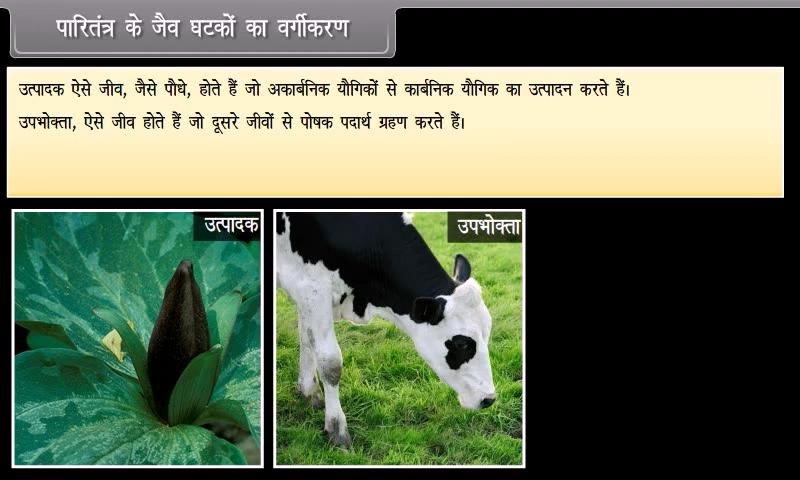 पारितंत्र के जैव घटकों का वर्गीकरण
उत्पादक ऐसे जीव, जैसे पौधे, होते हैं जो अकार्बनिक यौगिकों से कार्बनिक यौगिक का उत्पादन करते हैं।
उपभोक्ता, ऐसे जीव होते हैं जो दूसरे जीवों से पोषक पदार्थ ग्रहण करते हैं।
उत्पादक
उपभोक्ता